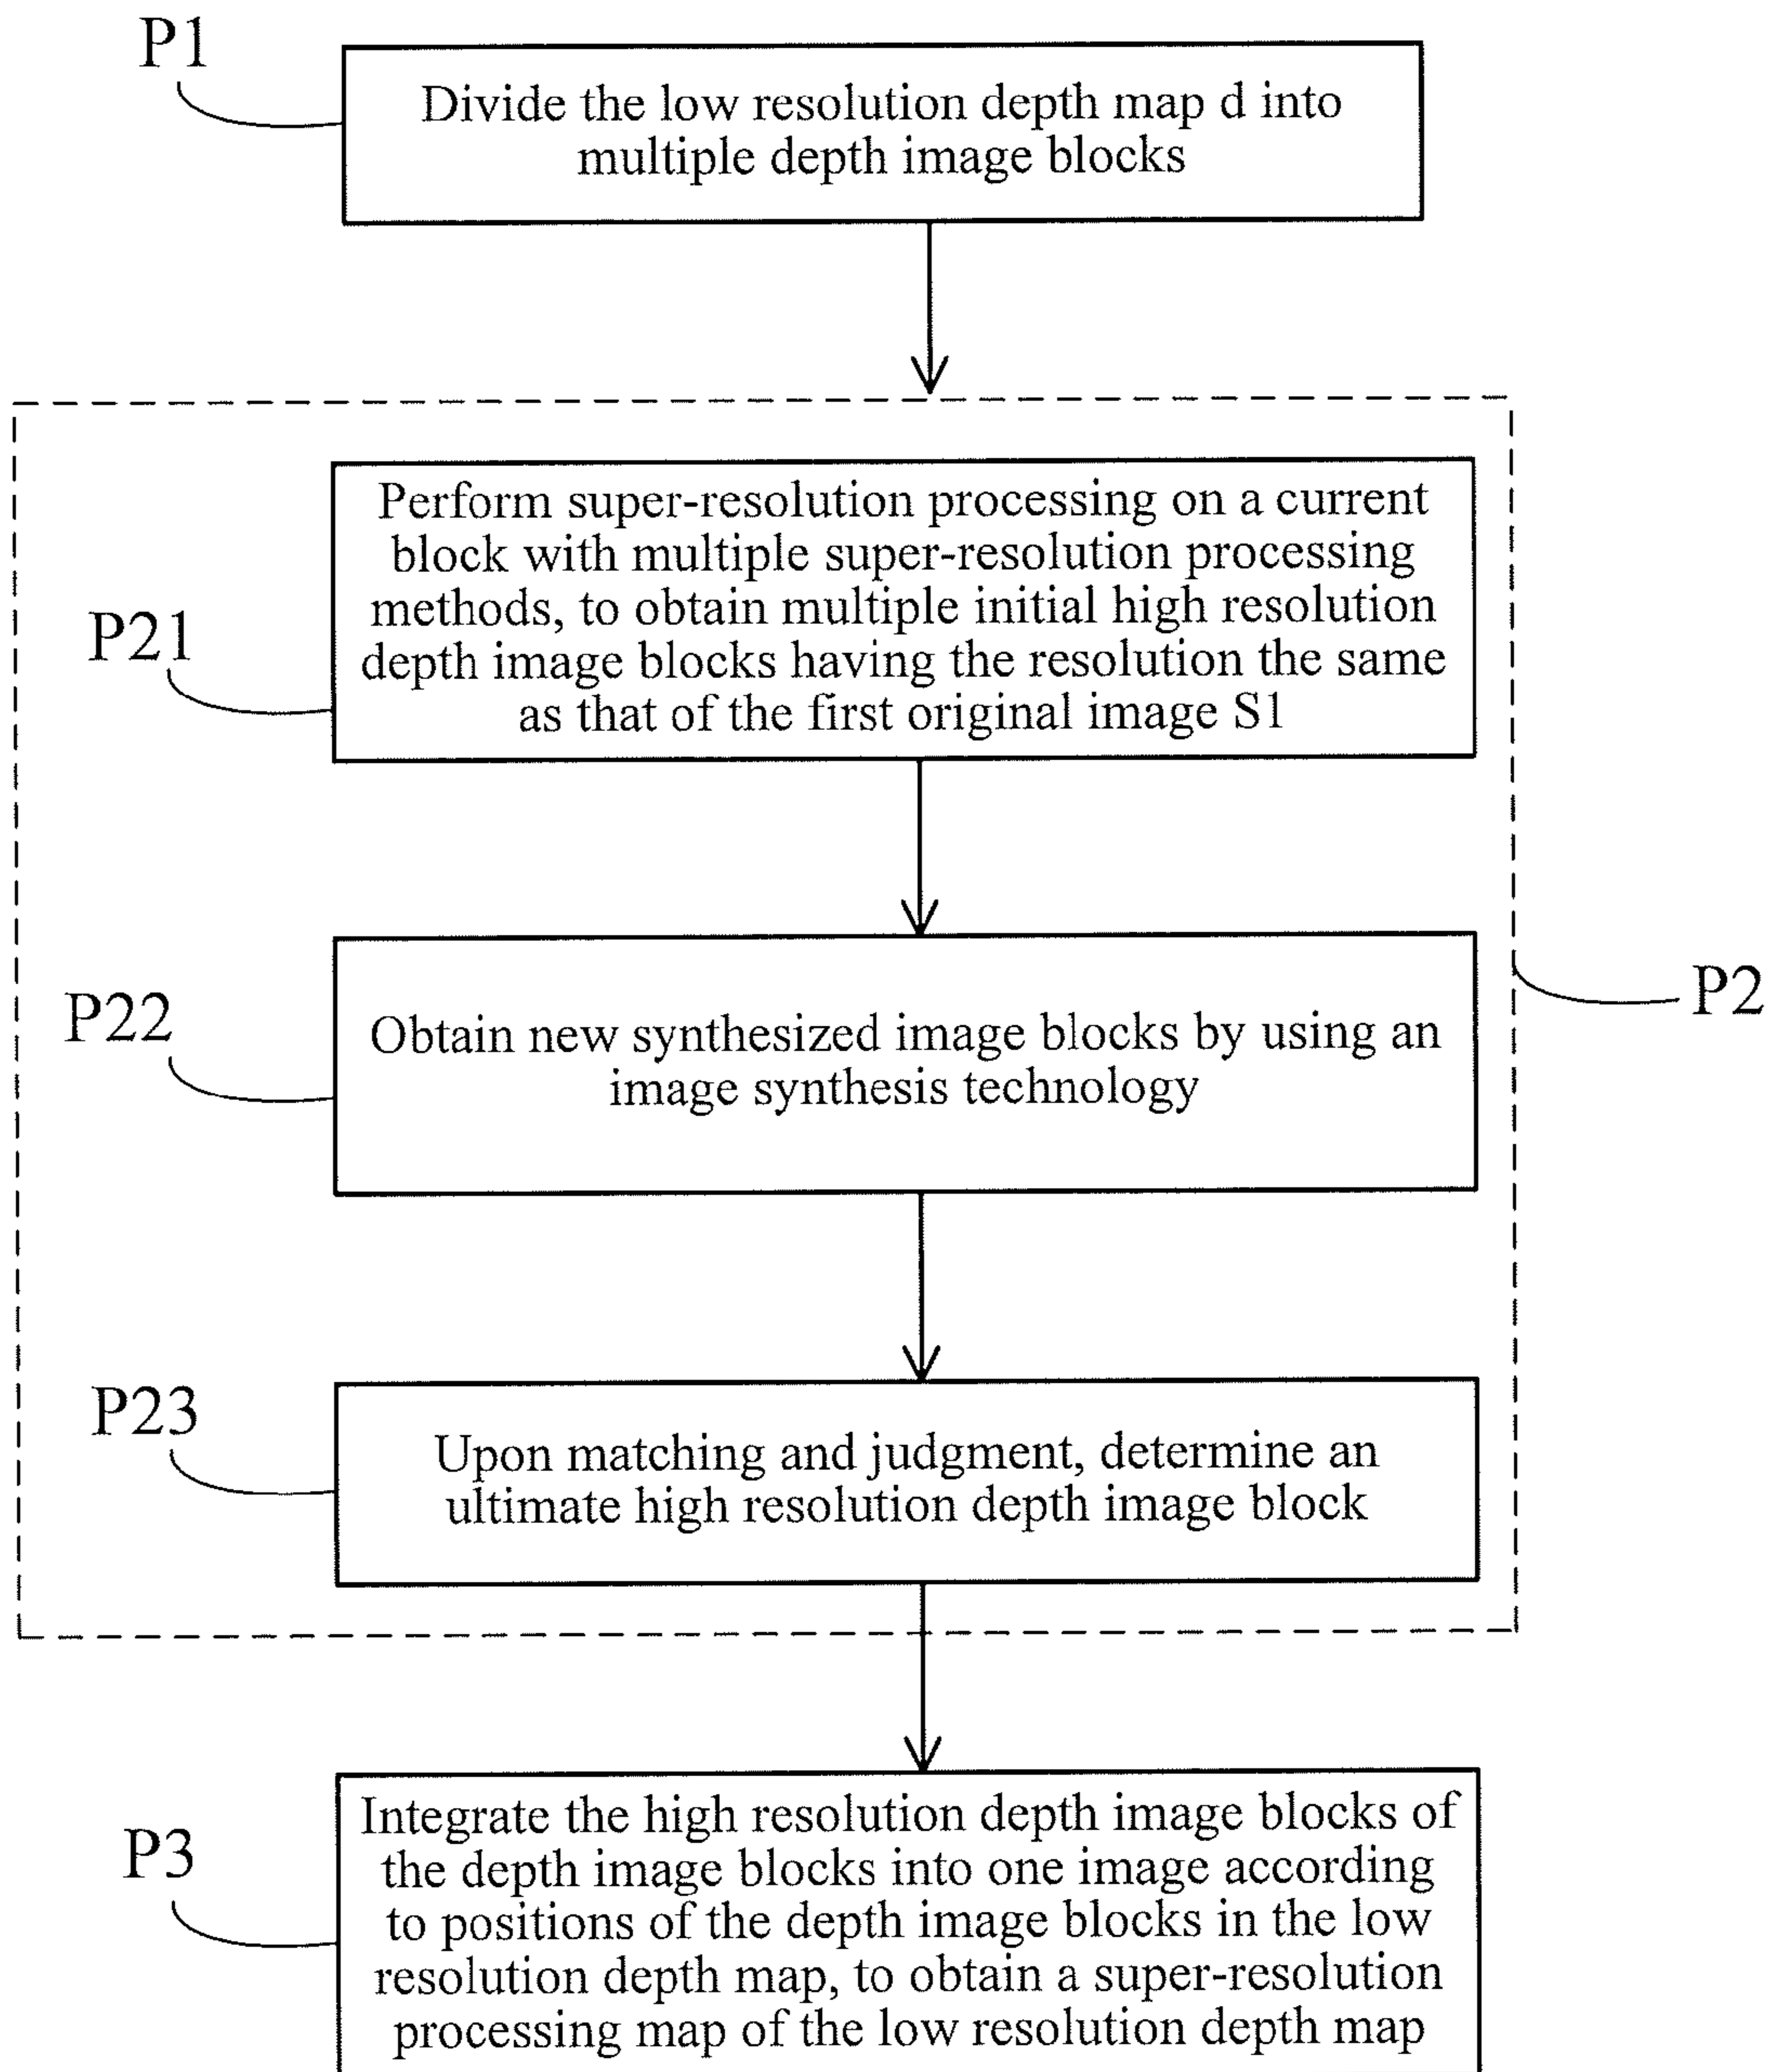 P1
Divide the low resolution depth map d into
multiple depth image blocks
P21
Perform super-resolution processing on a current
block with multiple super-resolution processing
methods, to obtain multiple initial high resolution
depth image blocks having the resolution the same
as that of the first original image S1
P22
Obtain new synthesized image blocks by using an
image synthesis technology
P2
P23
Upon matching and judgment, determine an
ultimate high resolution depth image block
P3
Integrate the high resolution depth image blocks of
the depth image blocks into one image according
to positions of the depth image blocks in the low
resolution depth map, to obtain a super-resolution
processing map of the low resolution depth map